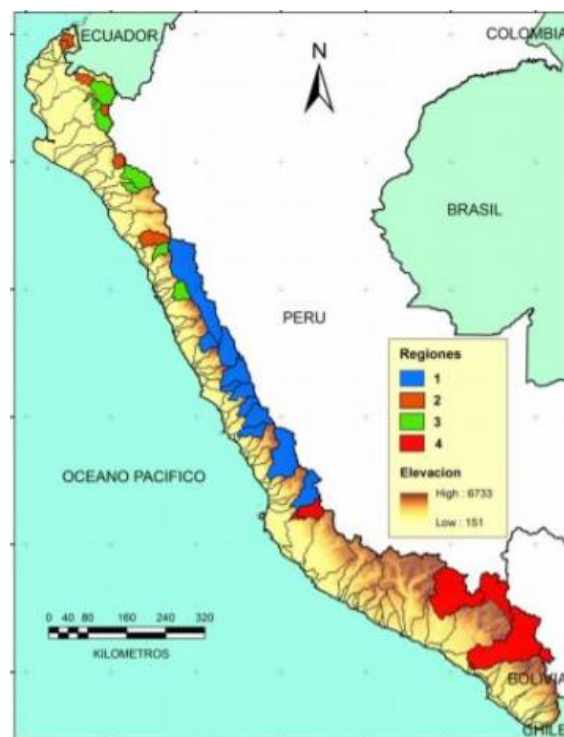 ECUADOR
COLOMBIA
N
BRASIL
PERU
Regiones
1
2
3
4
Elevacion
High : 6733
Low : 151
OCEANO PACIFICO
0 40 80 160 240 320
KILOMETROS
BOLIVIA
CHILE